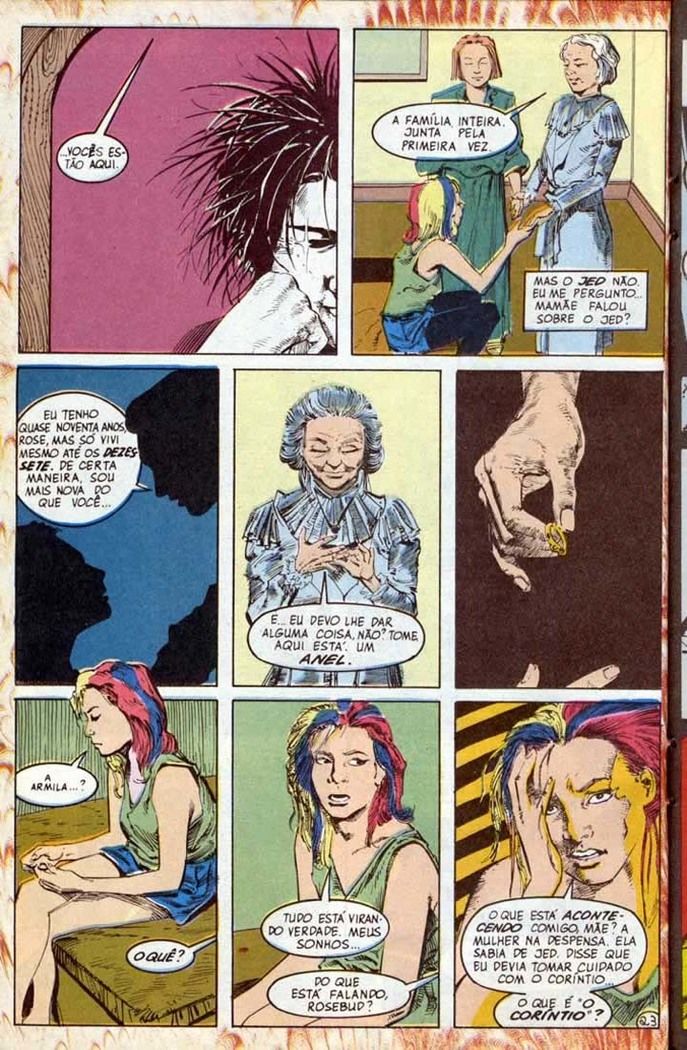 ...VOCÊS ES-
TÃO AQUI.
A FAMÍLIA INTEIRA.
JUNTA PELA
PRIMEIRA VEZ.
MAS O JED NÃO.
EU ME PERGUNTO...
MAMÃE FALOU
SOBRE O JED?
EU TENHO
QUASE NOVENTA ANOS,
ROSE, MAS SÓ VIVI
MESMO ATÉ OS DEZES-
SETE. DE CERTA
MANEIRA, SOU
MAIS NOVA DO
QUE VOCÊ...
E... EU DEVO LHE DAR
ALGUMA COISA, NÃO? TOME,
AQUI ESTÁ. UM
ANEL.
A
ARMILA...?
O QUÊ?
TUDO ESTÁ VIRAN-
DO VERDADE. MEUS
SONHOS...
DO QUE
ESTÁ FALANDO,
ROSEBUD?
O QUE ESTÁ ACONTE-
CENDO COMIGO, MÃE? A
MULHER NA DESPENSA. ELA
SABIA DE JED. DISSE QUE
EU DEVIA TOMAR CUIDADO
COM O CORÍNTIO...
O QUE É "O
CORÍNTIO"?
23